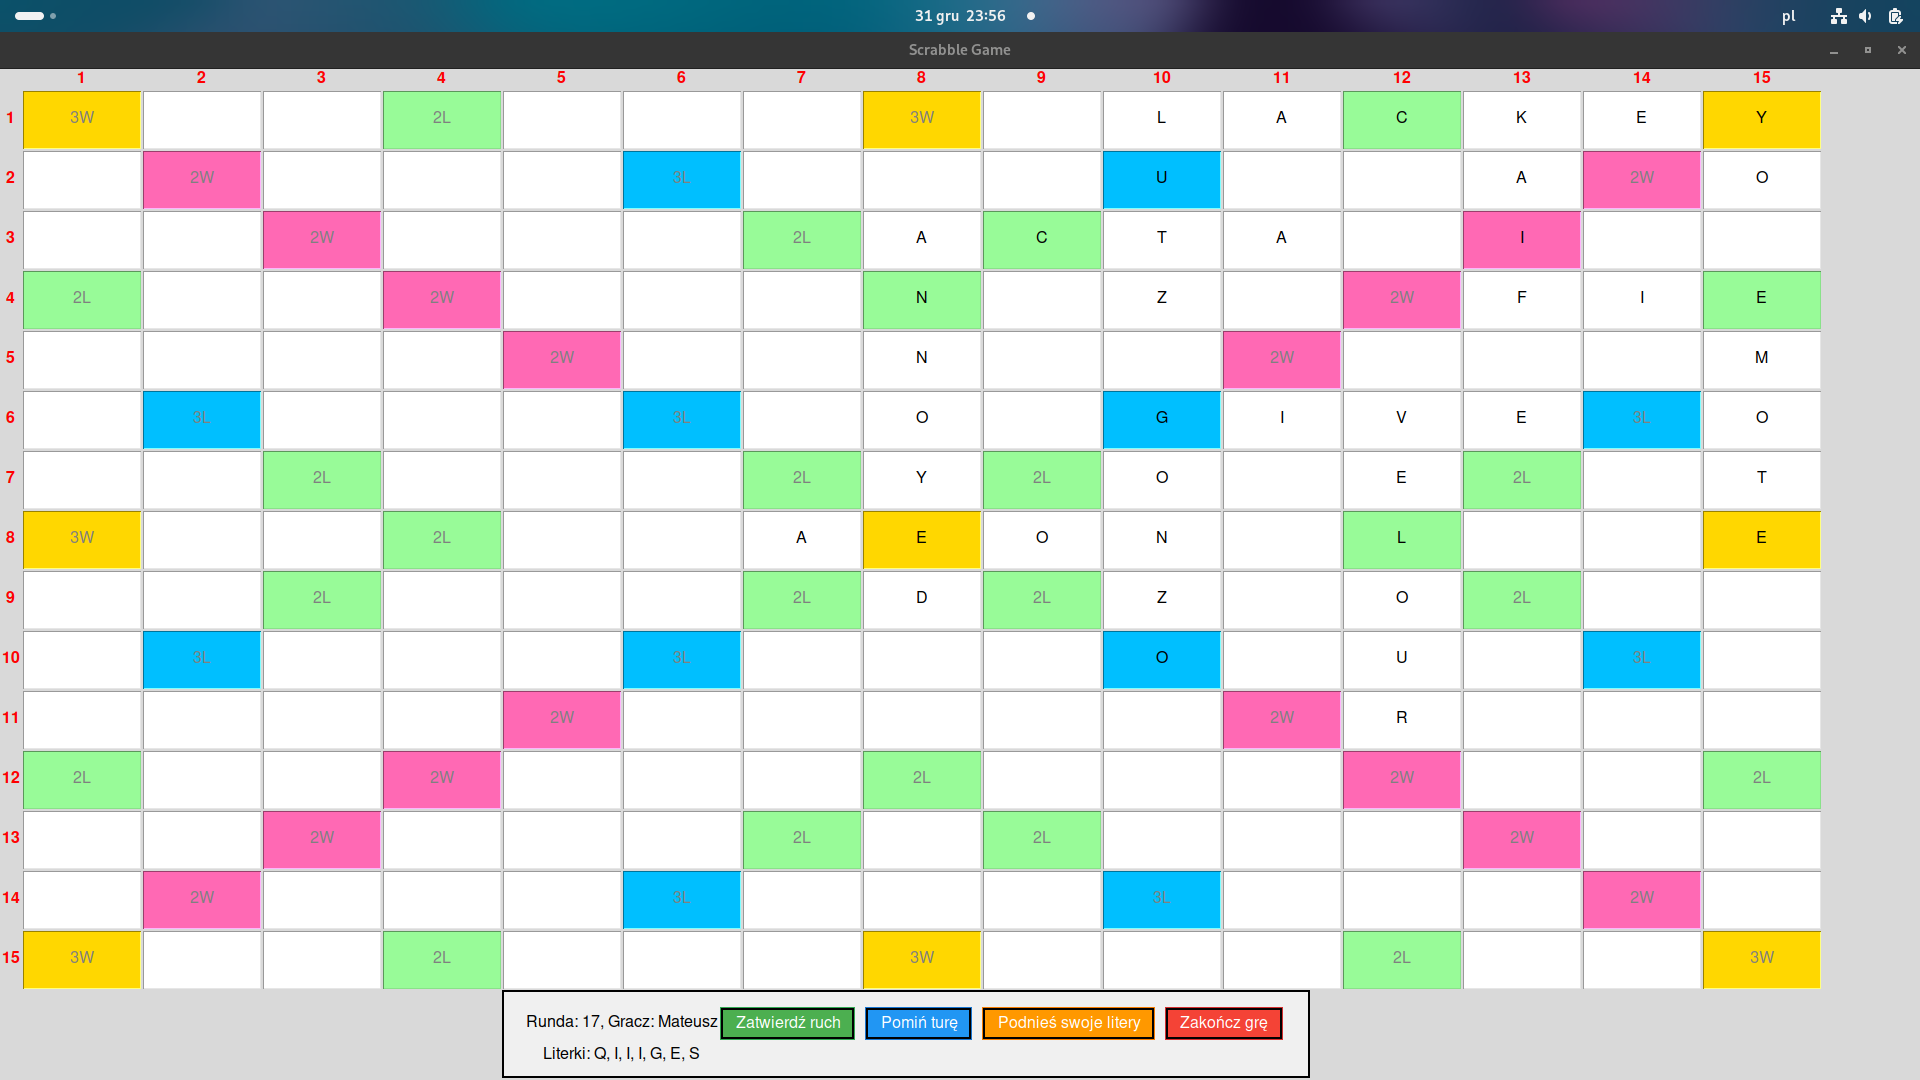 31 gru 23:56
pl
Scrabble Game
1 2 3 4 5 6 7 8 9 10 11 12 13 14 15
1 3W 2L 3W L A C K E Y
2 2W 3L U A 2W O
3 2W 2L A C T A I
4 2L 2W N Z 2W F I E
5 2W N 2W M
6 3L 3L O G I V E 3L O
7 2L 2L Y 2L O E 2L T
8 3W 2L A E O N L E
9 2L 2L D 2L Z O 2L
10 3L 3L O U 3L
11 2W 2W R
12 2L 2W 2L 2W 2L
13 2W 2L 2L 2W
14 2W 3L 3L 2W
15 3W 2L 3W 2L 3W
Runda: 17, Gracz: Mateusz Zatwierdź ruch Pomiń turę Podnieś swoje litery Zakończ grę
Literki: Q, I, I, I, G, E, S